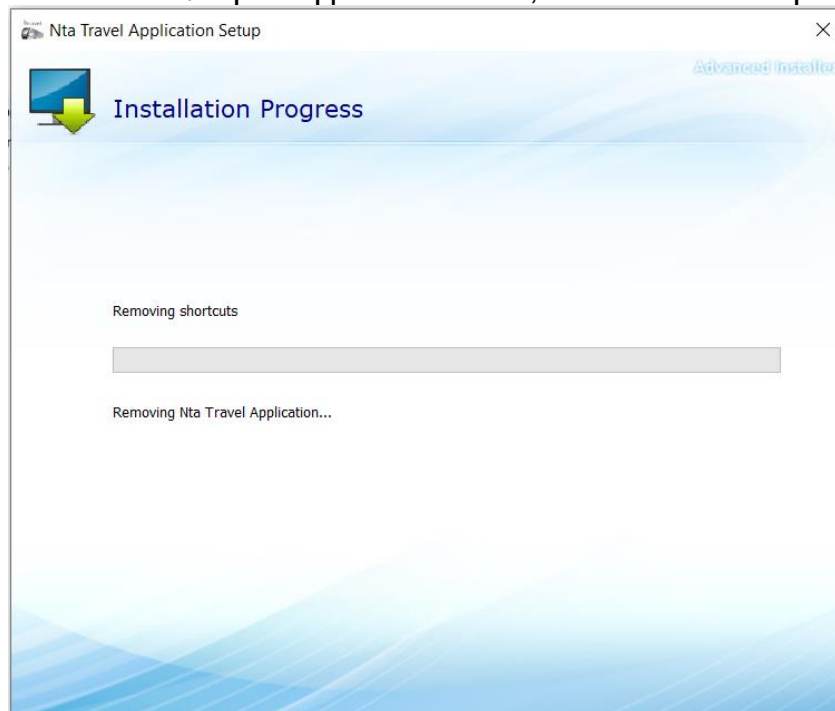 Nta Travel Application Setup
Advanced Installer
Installation Progress
Removing shortcuts
Removing Nta Travel Application...